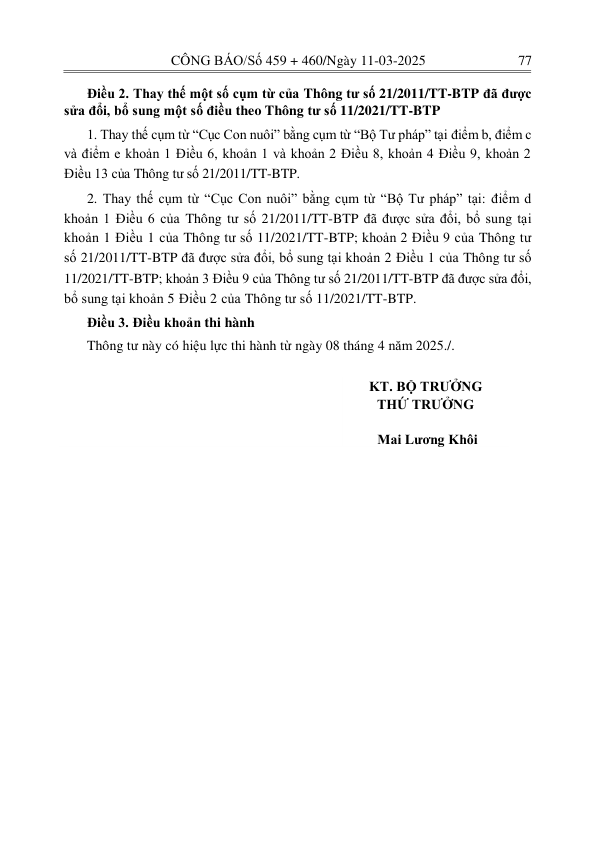 CÔNG BÁO/Số 459 + 460/Ngày 11-03-2025 77
Điều 2. Thay thế một số cụm từ của Thông tư số 21/2011/TT-BTP đã được
sửa đổi, bổ sung một số điều theo Thông tư số 11/2021/TT-BTP
1. Thay thế cụm từ “Cục Con nuôi” bằng cụm từ “Bộ Tư pháp” tại điểm b, điểm c
và điểm e khoản 1 Điều 6, khoản 1 và khoản 2 Điều 8, khoản 4 Điều 9, khoản 2
Điều 13 của Thông tư số 21/2011/TT-BTP.
2. Thay thế cụm từ “Cục Con nuôi” bằng cụm từ “Bộ Tư pháp” tại: điểm d
khoản 1 Điều 6 của Thông tư số 21/2011/TT-BTP đã được sửa đổi, bổ sung tại
khoản 1 Điều 1 của Thông tư số 11/2021/TT-BTP; khoản 2 Điều 9 của Thông tư
số 21/2011/TT-BTP đã được sửa đổi, bổ sung tại khoản 2 Điều 1 của Thông tư số
11/2021/TT-BTP; khoản 3 Điều 9 của Thông tư số 21/2011/TT-BTP đã được sửa đổi,
bổ sung tại khoản 5 Điều 2 của Thông tư số 11/2021/TT-BTP.
Điều 3. Điều khoản thi hành
Thông tư này có hiệu lực thi hành từ ngày 08 tháng 4 năm 2025./.
KT. BỘ TRƯỞNG
THỨ TRƯỞNG
Mai Lương Khôi